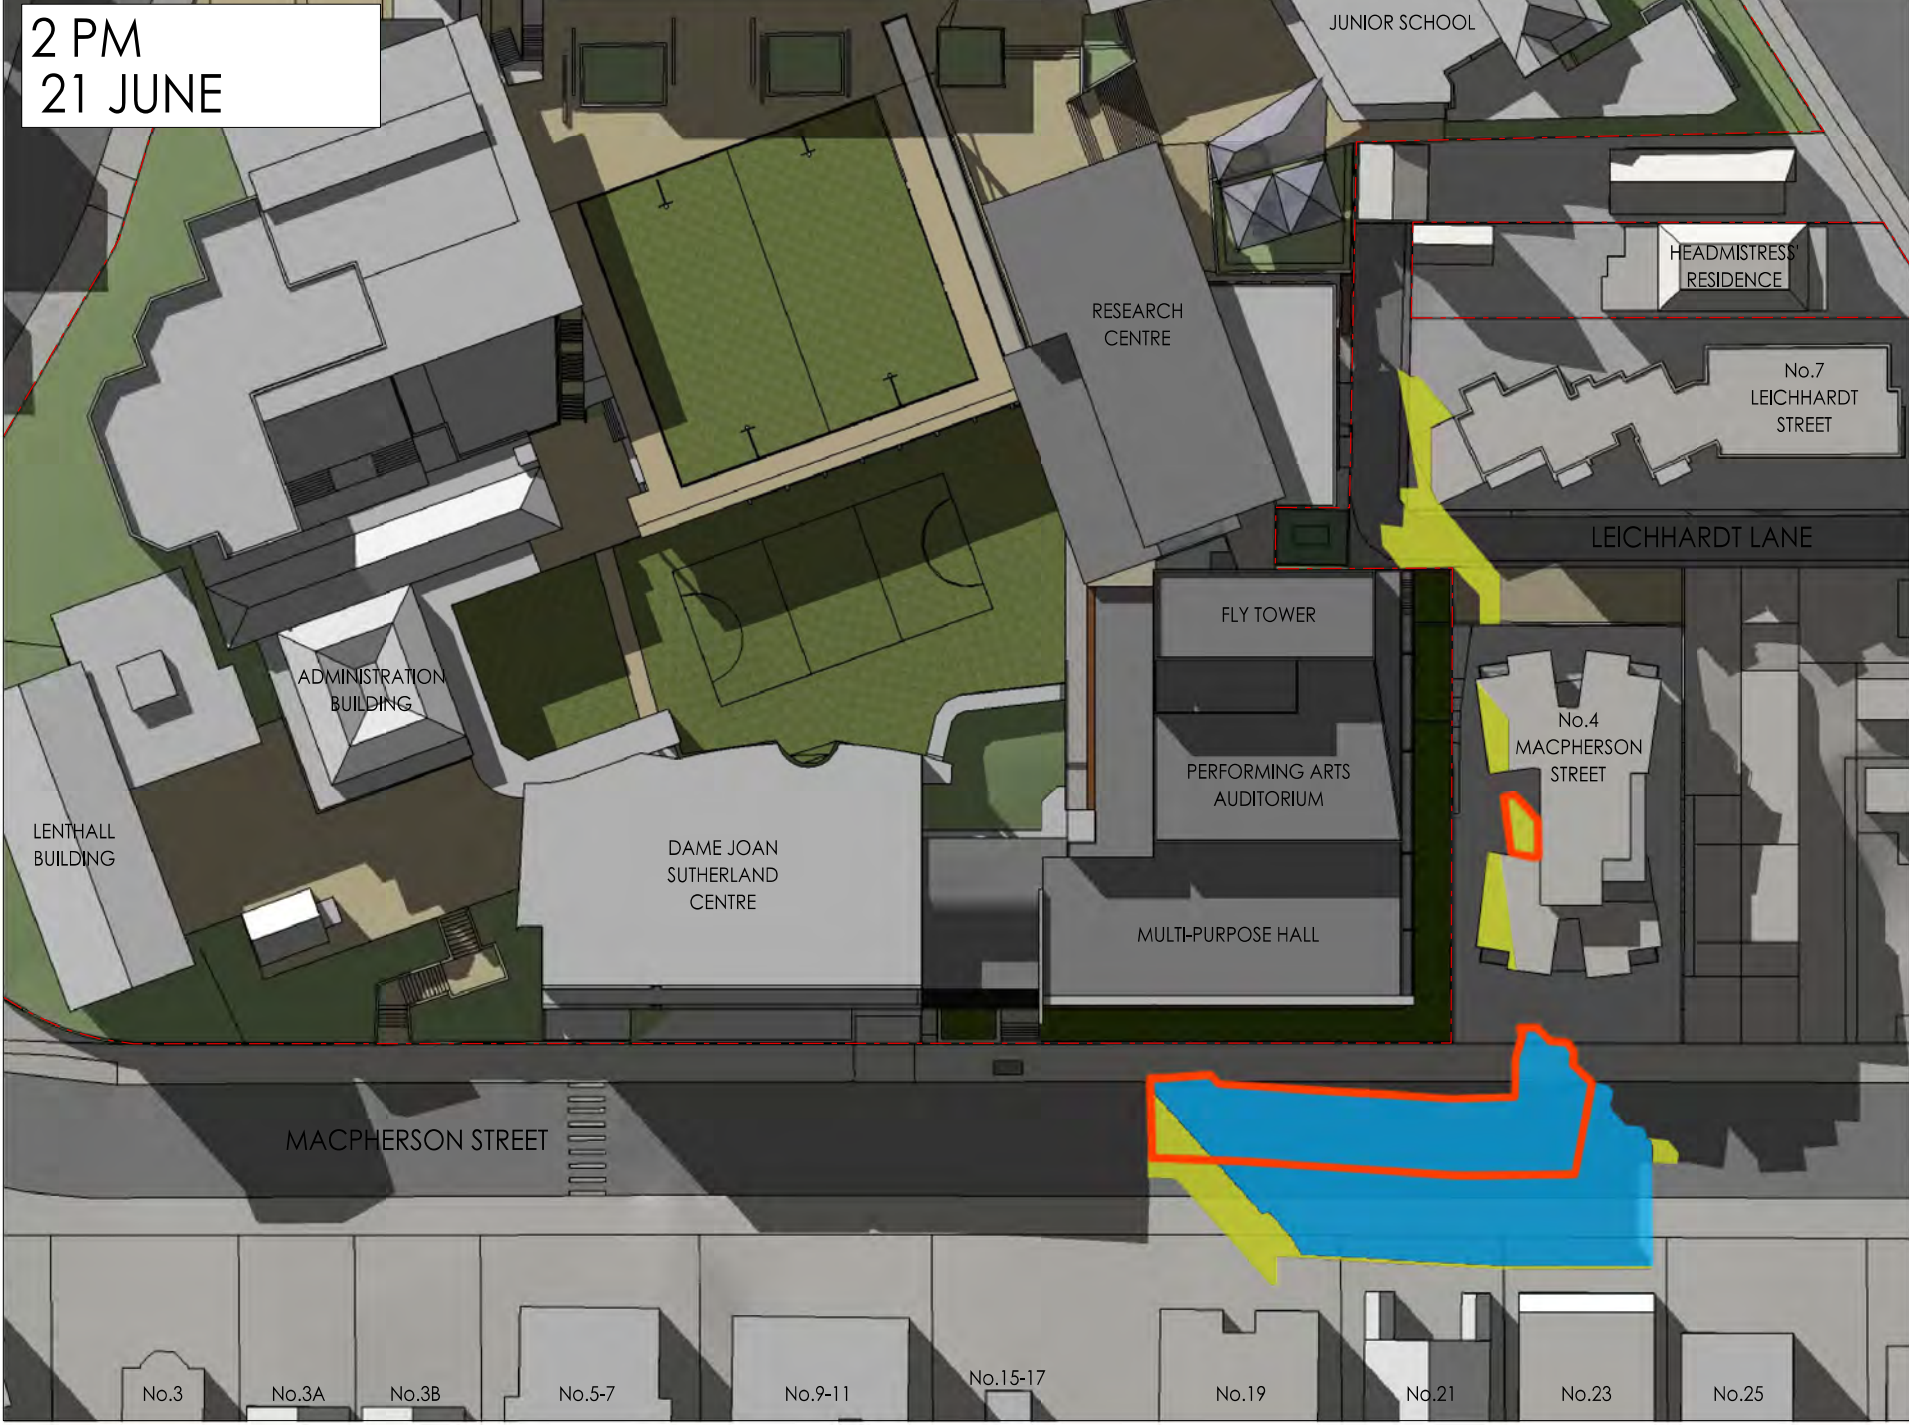 2 PM
21 JUNE
JUNIOR SCHOOL
HEADMISTRESS'
RESIDENCE
RESEARCH
CENTRE
No.7
LEICHHARDT
STREET
LEICHHARDT LANE
FLY TOWER
ADMINISTRATION
BUILDING
No.4
MACPHERSON
STREET
PERFORMING ARTS
AUDITORIUM
LENTHALL
BUILDING
DAME JOAN
SUTHERLAND
CENTRE
MULTI-PURPOSE HALL
MACPHERSON STREET
No.3
No.3A
No.3B
No.5-7
No.9-11
No.15-17
No.19
No.21
No.23
No.25